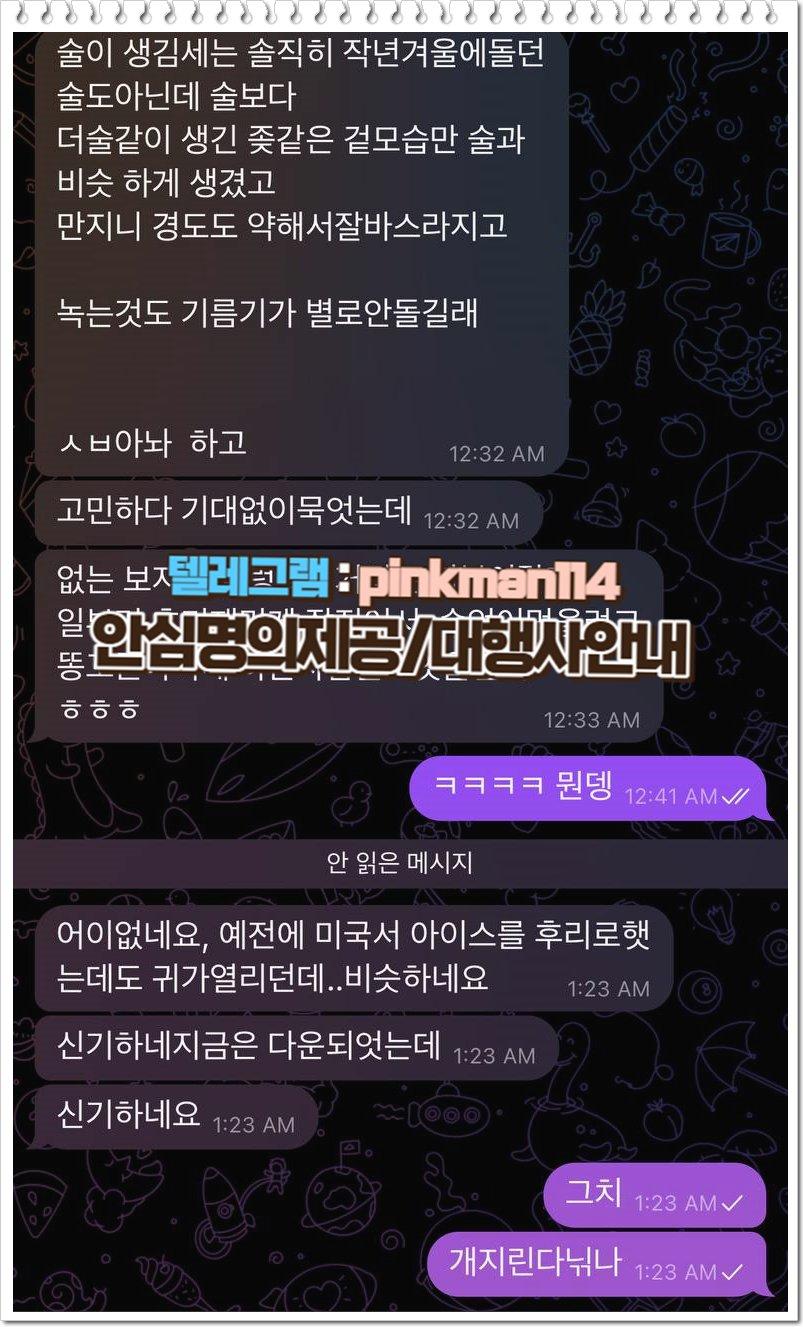 술이 생김세는 솔직히 작년겨울에돌던
술도아닌데 술보다
더술같이 생긴 좆같은 겉모습만 술과
비슷 하게 생겼고
만지니 경도도 약해서잘바스라지고
녹는것도 기름기가 별로안돌길래
ㅅㅂ아놔 하고
12:32 AM
고민하다 기대없이묵엇는데 12:32 AM
없는
텔레그램 : pinkman114
안심명의제공/대행사안내
ㅎㅎㅎ
12:33 AM
ㅋㅋㅋㅋ 뭔뎅 12:41 AM
안 읽은 메시지
어이없네요, 예전에 미국서 아이스를 후리로햇
는데도 귀가열리던데..비슷하네요 1:23 AM
신기하네지금은 다운되엇는데 1:23 AM
신기하네요 1:23 AM
그치 1:23 AM
개지린다닊나 1:23 AM